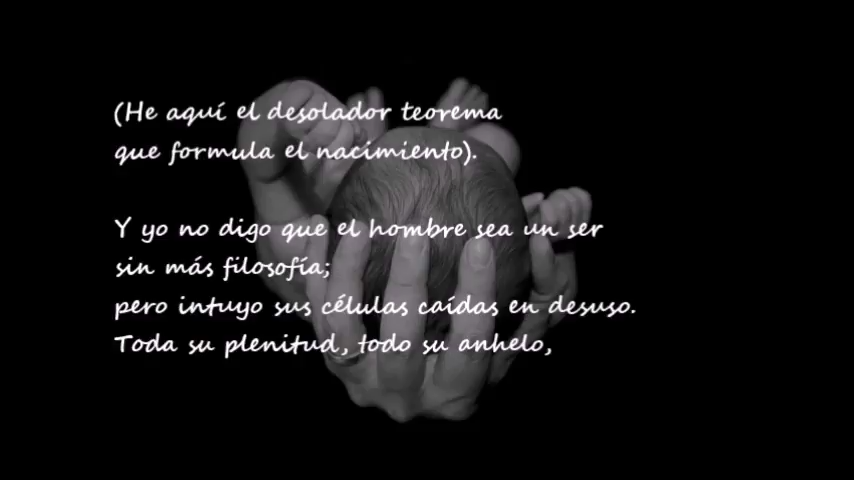 (He aquí el desolador teorema
que formula el nacimiento).
Y yo no digo que el hombre sea un ser
sin más filosofía;
pero intuyo sus células caídas en desuso.
Toda su plenitud, todo su anhelo,